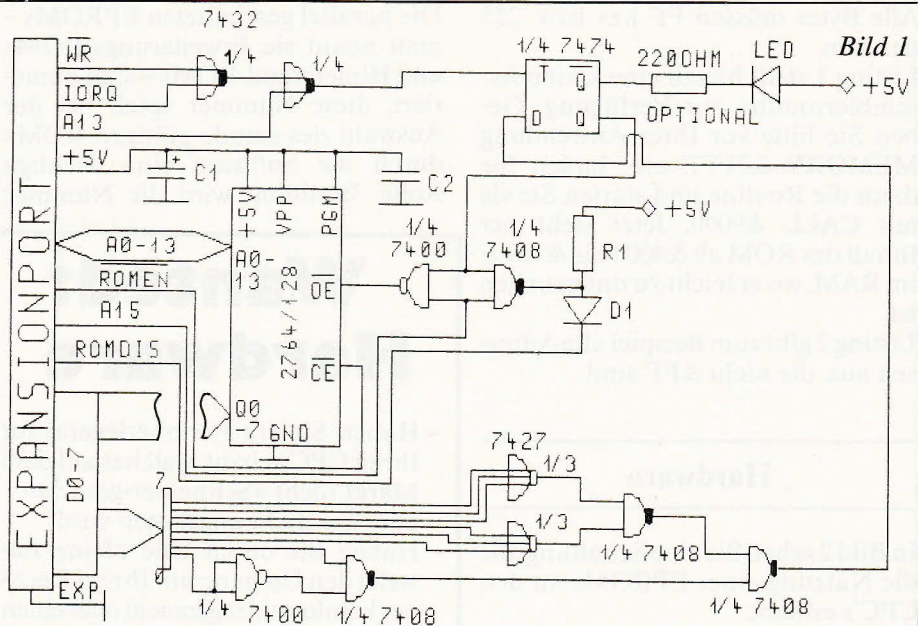 7432
Bild 1
WR
1/4
1/4
1/4 7474
220OHM
LED
+5V
IORQ
T
Q
D
Q
OPTIONAL
A13
+5V
+
C1
C2
+5V
VPP
PGM
EXPANSIONPORT
A0-13
A0-
13
1/4
7400
1/4
7408
+5V
R1
ROMEN
A15
2764/128
OE
D1
ROMDIS
CE
Q0
-7
GND
D0-7
7427
1/3
7
1/3
0
1/4 7408
EXP
1/4
7400
1/4 7408
1/4 7408